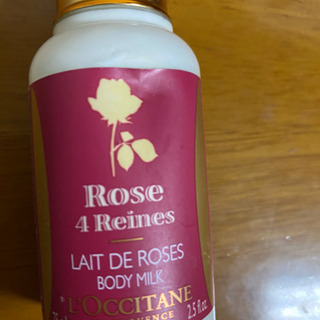 Rose
4 Reines
LAIT DE ROSES
BODY MILK
L'OCCITANE
2.5 fl.oz.